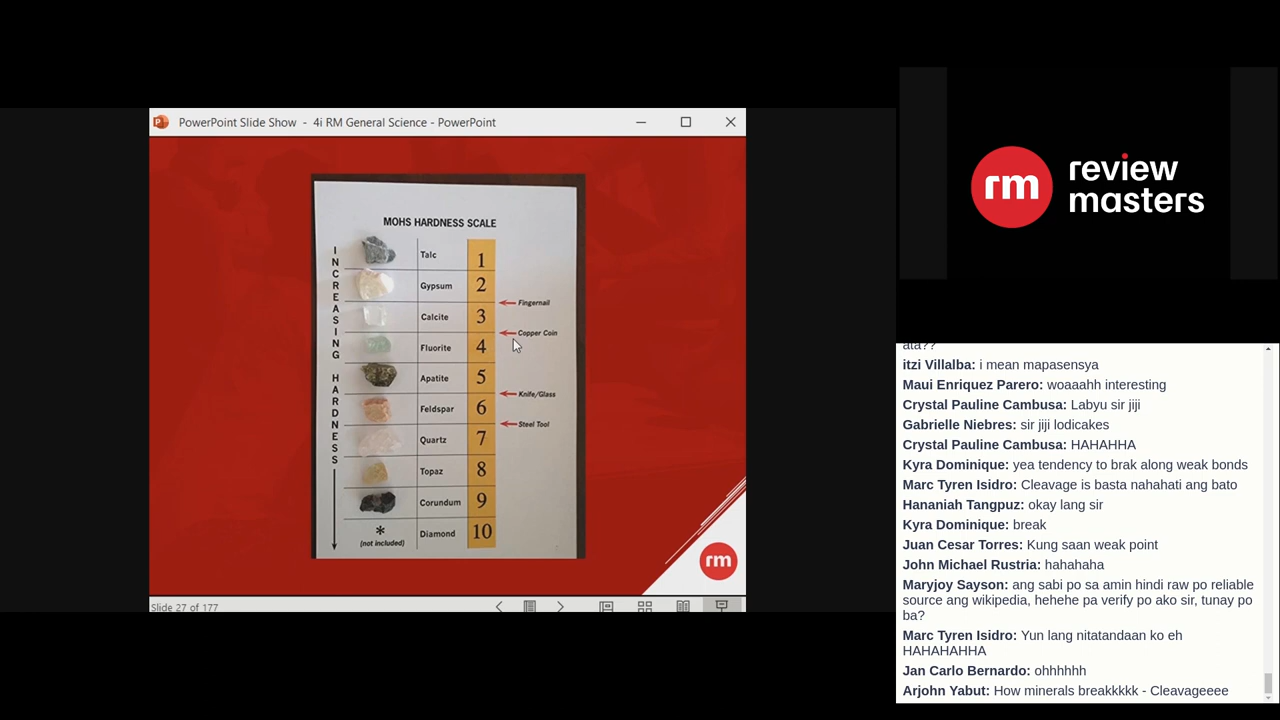 PowerPoint Slide Show - 4i RM General Science - PowerPoint
MOHS HARDNESS SCALE
INCREASING HARDNESS
Talc 1
Gypsum 2
Fingernail
Calcite 3
Copper Coin
Fluorite 4
Apatite 5
Knife/Glass
Feldspar 6
Steel Tool
Quartz 7
Topaz 8
Corundum 9
* (not included) Diamond 10
rm
Slide 27 of 177
rm review masters
ata??
itzi Villalba: i mean mapasensya
Maui Enriquez Parero: woaaahh interesting
Crystal Pauline Cambusa: Labyu sir jiji
Gabrielle Niebres: sir jiji lodicakes
Crystal Pauline Cambusa: HAHAHHA
Kyra Dominique: yea tendency to brak along weak bonds
Marc Tyren Isidro: Cleavage is basta nahahati ang bato
Hananiah Tangpuz: okay lang sir
Kyra Dominique: break
Juan Cesar Torres: Kung saan weak point
John Michael Rustria: hahahaha
Maryjoy Sayson: ang sabi po sa amin hindi raw po reliable
source ang wikipedia, hehehe pa verify po ako sir, tunay po
ba?
Marc Tyren Isidro: Yun lang nitatandaan ko eh
HAHAHAHHA
Jan Carlo Bernardo: ohhhhhh
Arjohn Yabut: How minerals breakkkkk - Cleavageeee